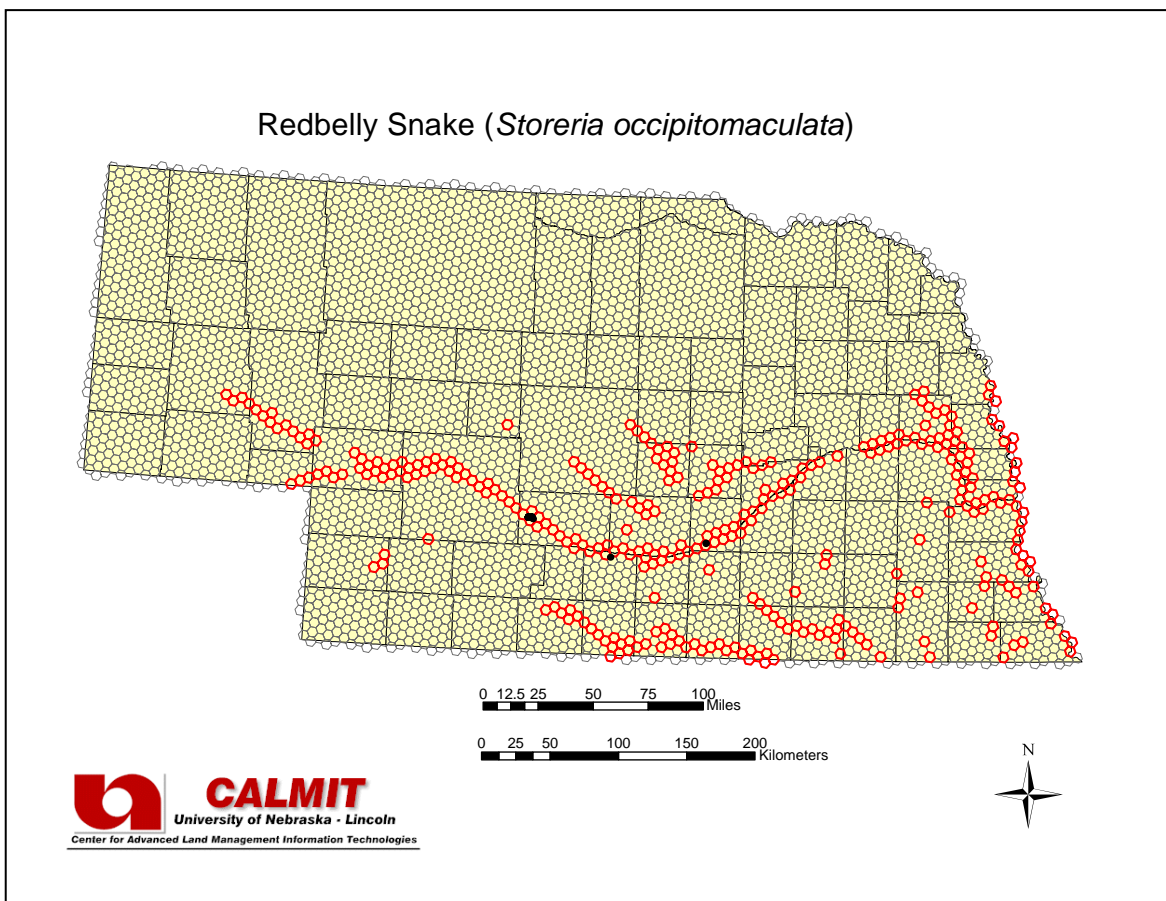 Redbelly Snake (Storeria occipitomaculata)
0 12.5 25 50 75 100
Miles
0 25 50 100 150 200
Kilometers
N
CALMIT
University of Nebraska - Lincoln
Center for Advanced Land Management Information Technologies